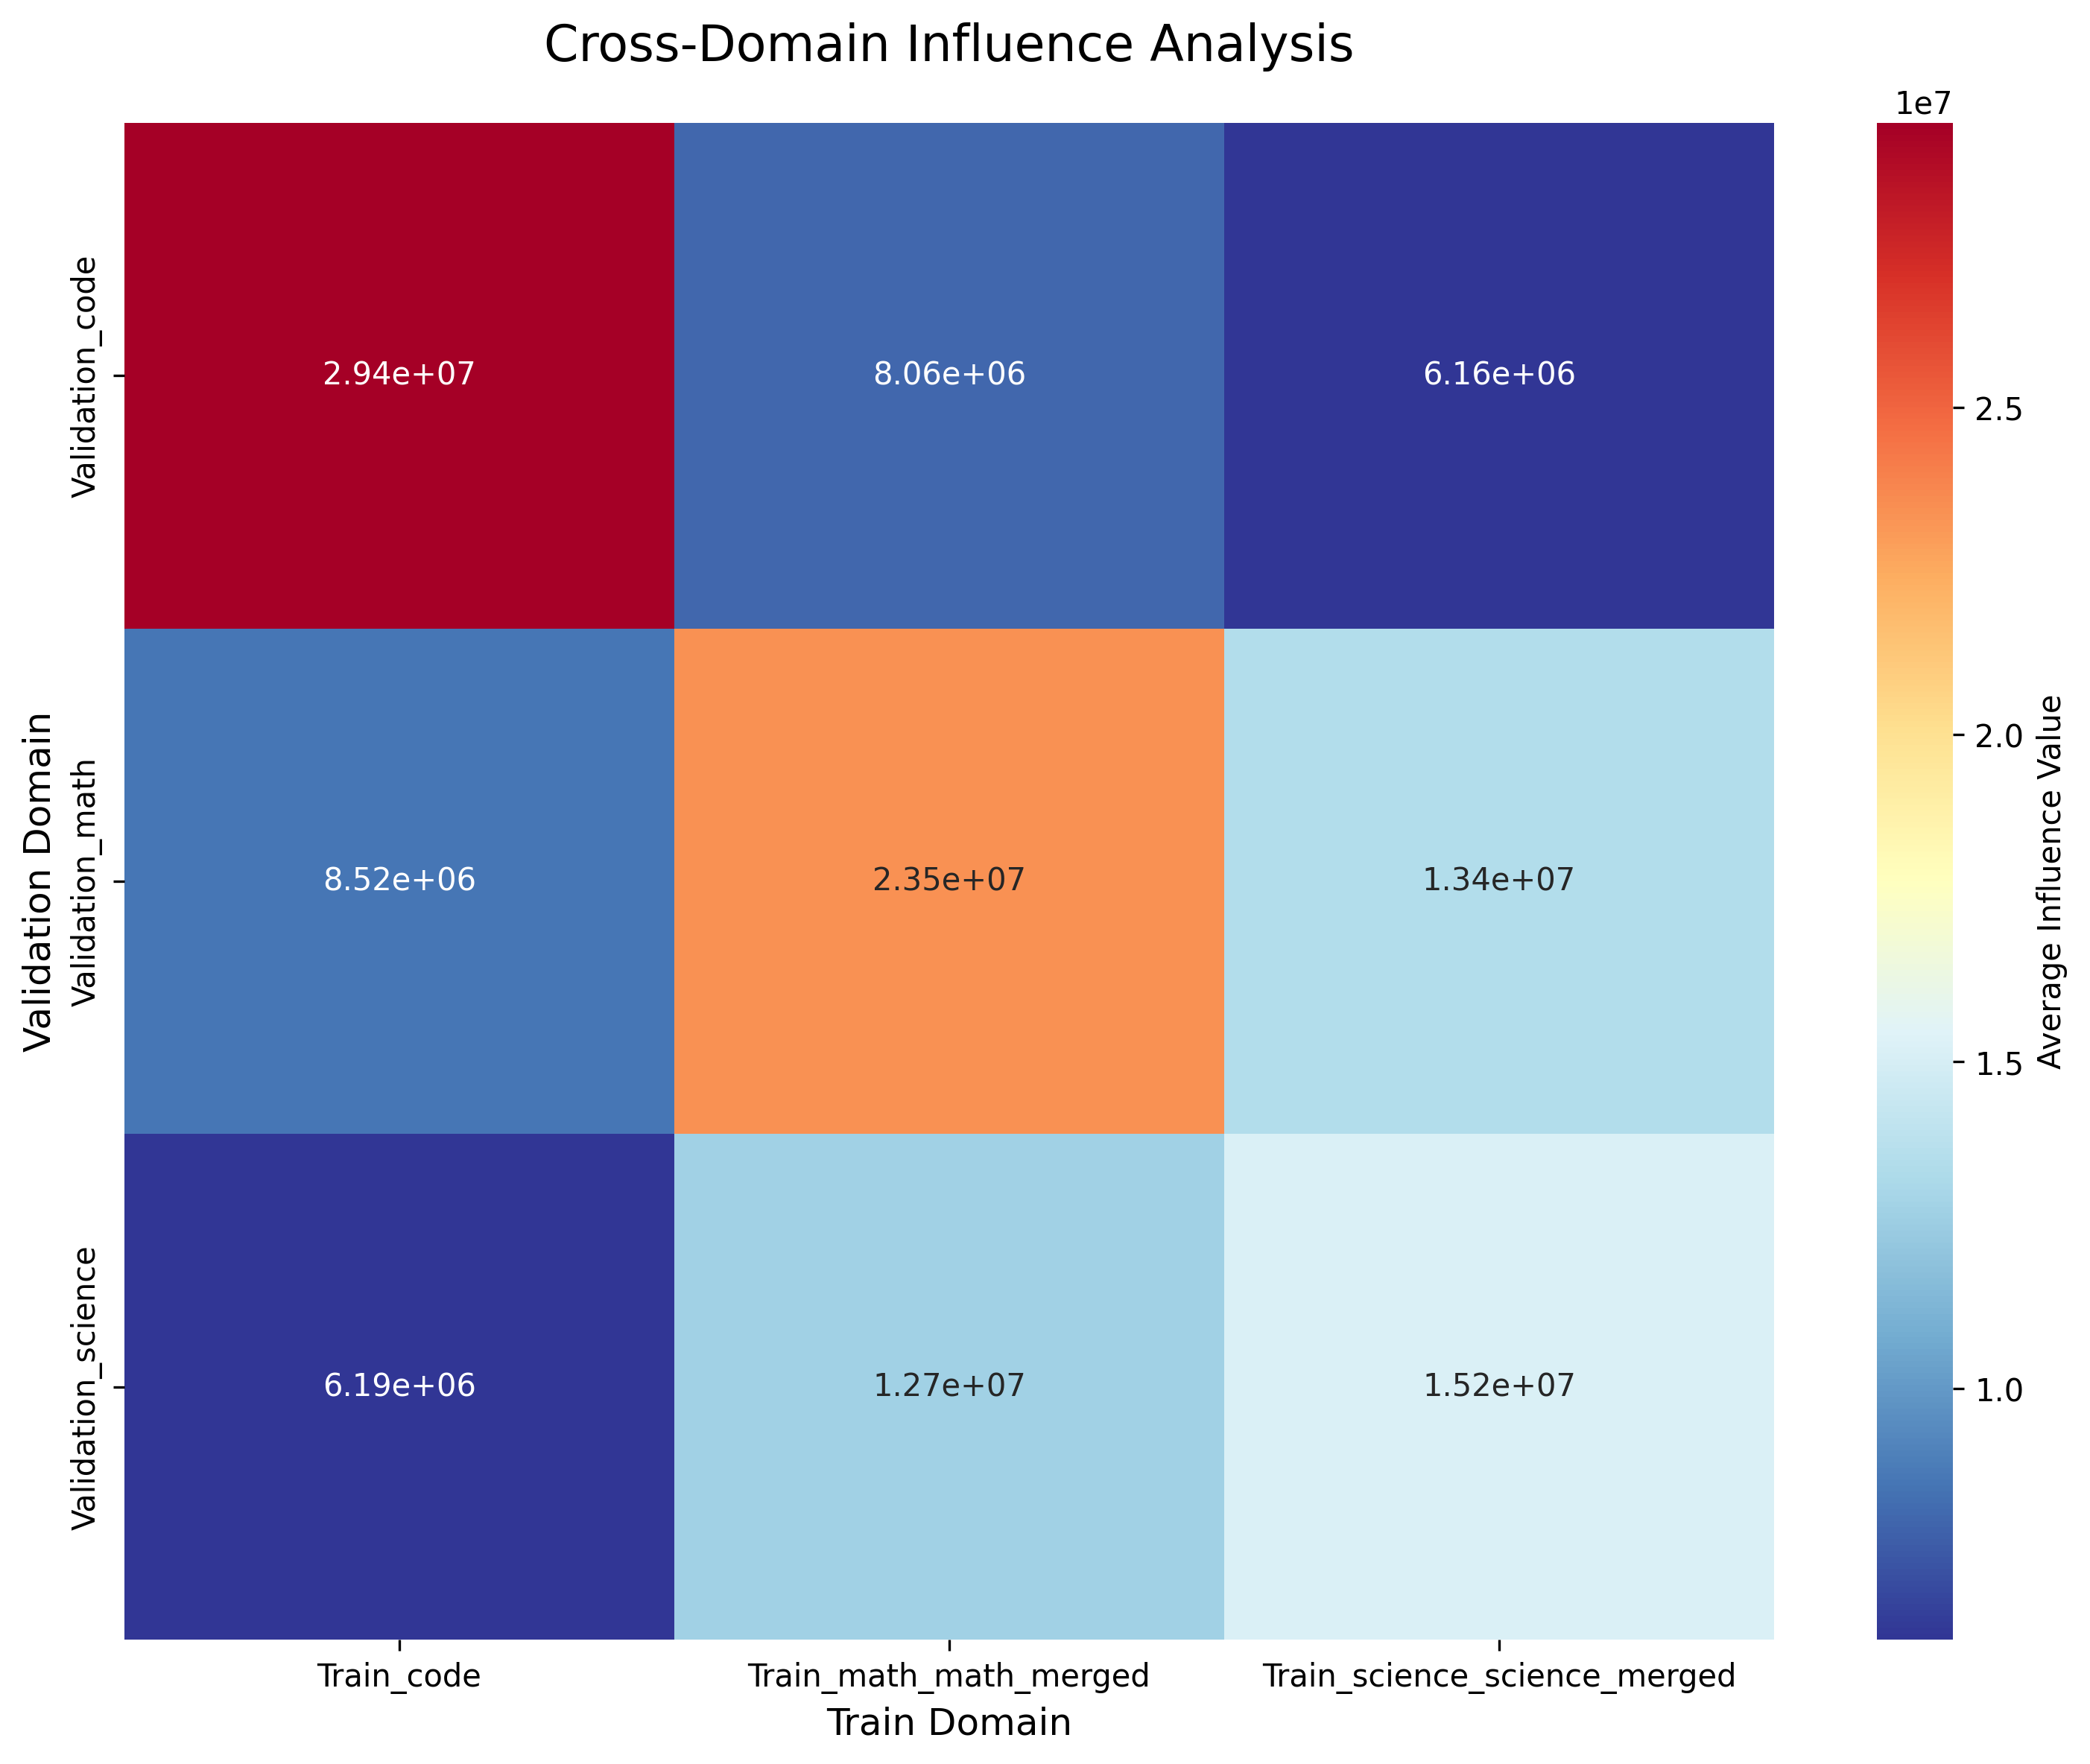 Cross-Domain Influence Analysis
1e7
Validation_code
2.94e+07
8.06e+06
6.16e+06
2.5
Validation Domain
Validation_math
8.52e+06
2.35e+07
1.34e+07
2.0
Average Influence Value
1.5
Validation_science
6.19e+06
1.27e+07
1.52e+07
1.0
Train_code
Train_math_math_merged
Train_science_science_merged
Train Domain